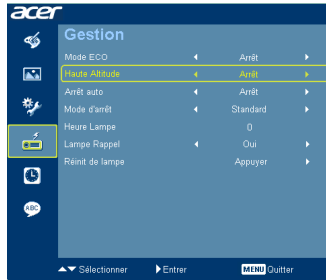 acer
Gestion
Mode ECO Arrêt
Haute Altitude Arrêt
Arrêt auto Arrêt
Mode d'arrêt Standard
Heure Lampe 0
Lampe Rappel Oui
Réinit de lampe Appuyer
ABC
Sélectionner Entrer MENU Quitter